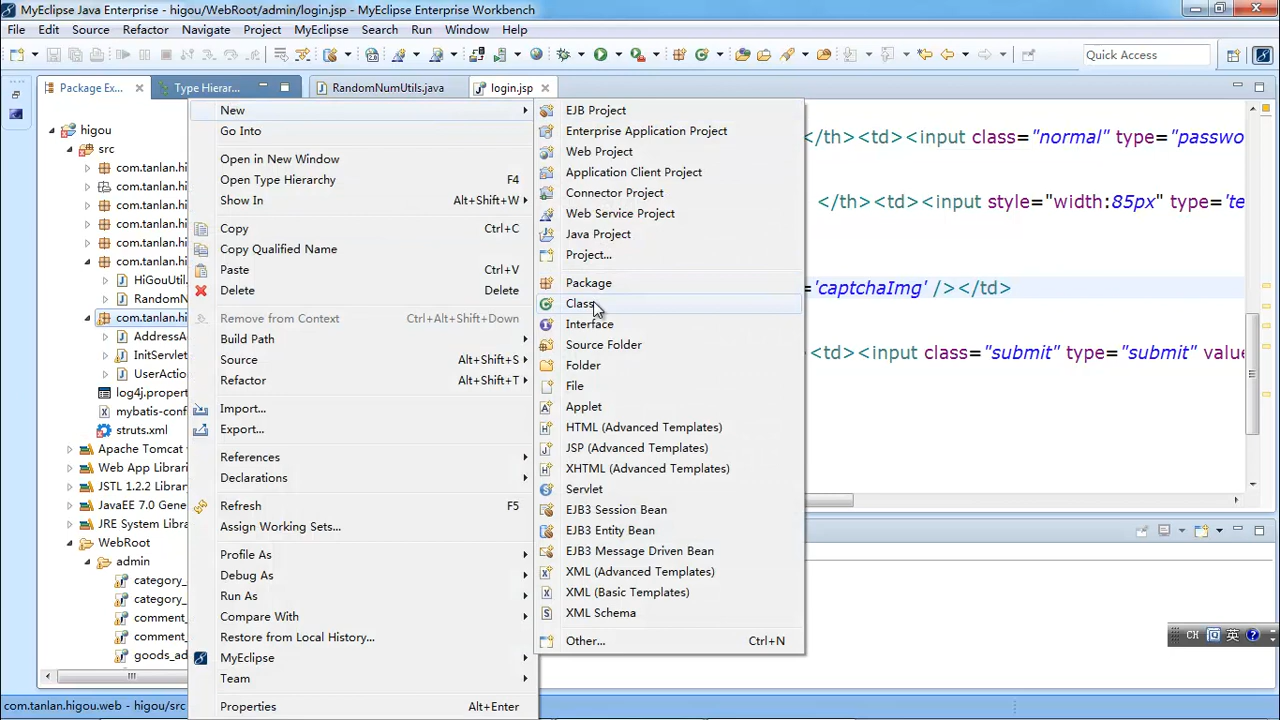 MyEclipse Java Enterprise - higou/WebRoot/admin/login.jsp - MyEclipse Enterprise Workbench
File Edit Source Refactor Navigate Project MyEclipse Search Run Window Help
Quick Access
Package Ex...
Type Hierar...
RandomNumUtils.java
login.jsp
higou
src
com.tanlan.hi
com.tanlan.hi
com.tanlan.hi
com.tanlan.hi
com.tanlan.hi
com.tanlan.hi
HiGouUtil.
RandomN
com.tanlan.hi
AddressA
InitServlet
UserActio
log4j.propert
mybatis-conf
struts.xml
Apache Tomcat
Web App Librari
JSTL 1.2.2 Librar
JavaEE 7.0 Gene
JRE System Libra
WebRoot
admin
category_
category_
comment_
comment_
goods_ad
New
Go Into
Open in New Window
Open Type Hierarchy F4
Show In Alt+Shift+W
Copy Ctrl+C
Copy Qualified Name
Paste Ctrl+V
Delete Delete
Remove from Context Ctrl+Alt+Shift+Down
Build Path
Source Alt+Shift+S
Refactor Alt+Shift+T
Import...
Export...
References
Declarations
Refresh F5
Assign Working Sets...
Profile As
Debug As
Run As
Compare With
Restore from Local History...
MyEclipse
Team
Properties Alt+Enter
EJB Project
Enterprise Application Project
Web Project
Application Client Project
Connector Project
Web Service Project
Java Project
Project...
Package
Class
Interface
Source Folder
Folder
File
Applet
HTML (Advanced Templates)
JSP (Advanced Templates)
XHTML (Advanced Templates)
Servlet
EJB3 Session Bean
EJB3 Entity Bean
EJB3 Message Driven Bean
XML (Advanced Templates)
XML (Basic Templates)
XML Schema
Other... Ctrl+N
</th><td><input class="normal" type="passwo
</th><td><input style="width:85px" type='te
='captchaImg' /></td>
<td><input class="submit" type="submit" value
CH 英
com.tanlan.higou.web - higou/src